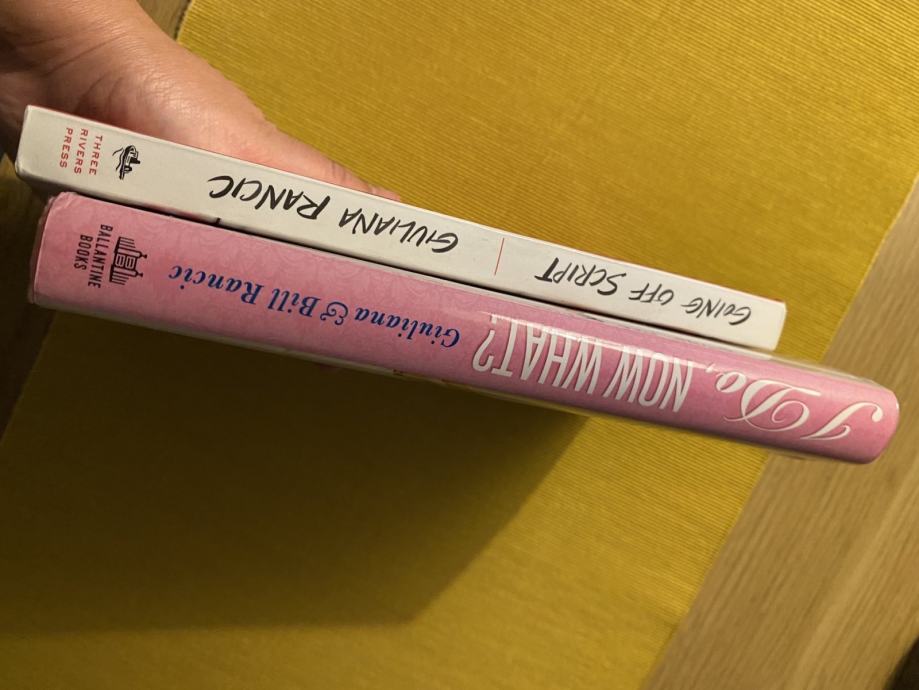 GOING OFF SCRIPT
GIULIANA RANCIC
THREE
RIVERS
PRESS
I Do, NOW WHAT?
Giuliana & Bill Rancic
BALLANTINE
BOOKS